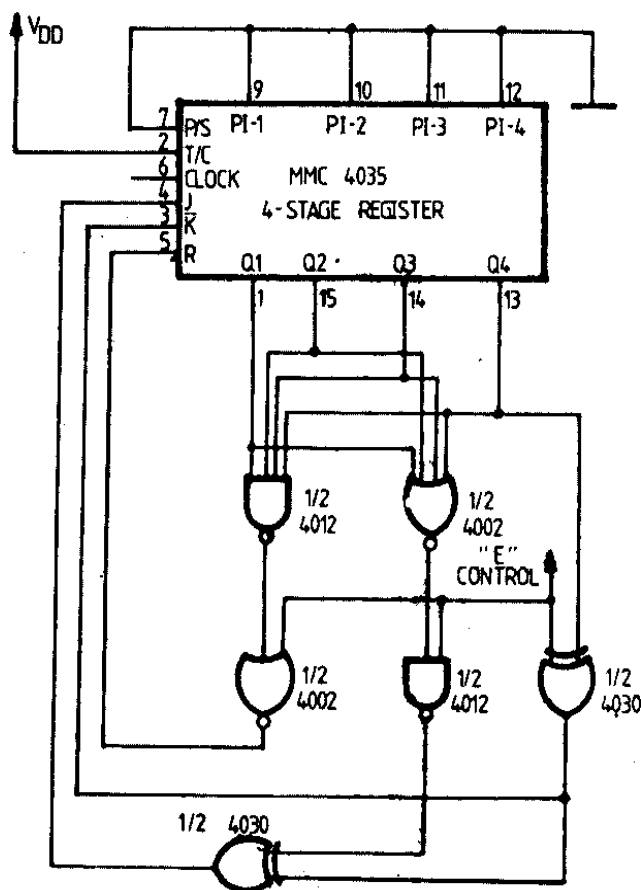 VDD
9 10 11 12
7 P/S PI-1 PI-2 PI-3 PI-4
2 T/C
6 CLOCK MMC 4035
4 J 4-STAGE REGISTER
3 K̅
5 R
Q1 Q2 Q3 Q4
1 15 14 13
1/2 4012
1/2 4002
"E" CONTROL
1/2 4002
1/2 4012
1/2 4030
1/2 4030